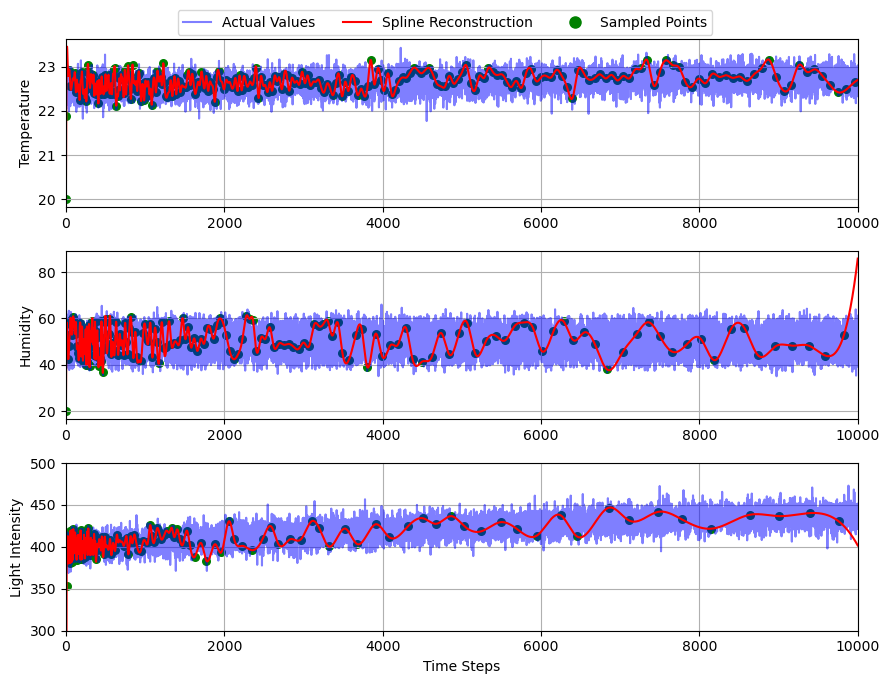 Actual Values Spline Reconstruction Sampled Points
Temperature
23
22
21
20
0 2000 4000 6000 8000 10000
Humidity
80
60
40
20
0 2000 4000 6000 8000 10000
Light Intensity
500
450
400
350
300
0 2000 4000 6000 8000 10000
Time Steps